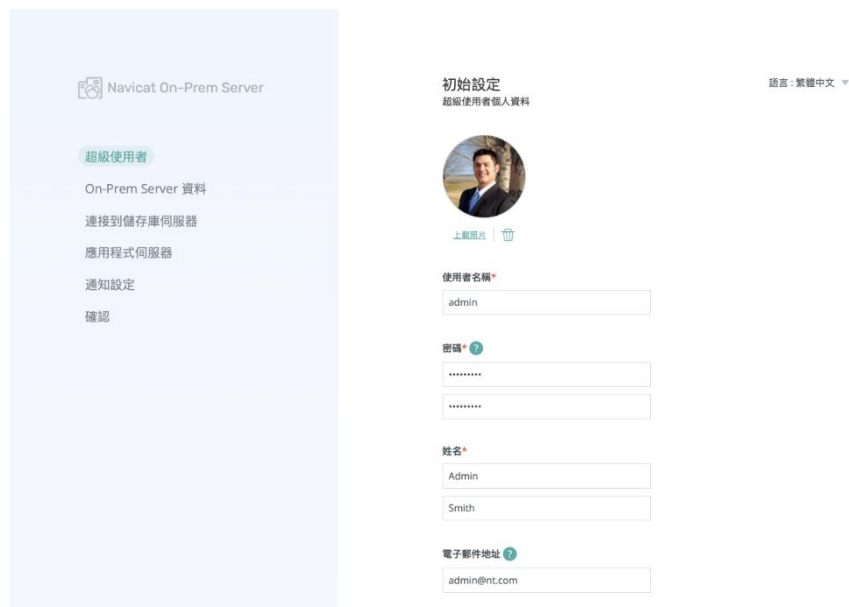 Navicat On-Prem Server
超級使用者
On-Prem Server 資料
連接到儲存庫伺服器
應用程式伺服器
通知設定
確認
初始設定
超級使用者個人資料
語言 : 繁體中文
上載照片
使用者名稱*
admin
密碼* ?
•••••••••
•••••••••
姓名*
Admin
Smith
電子郵件地址 ?
admin@nt.com